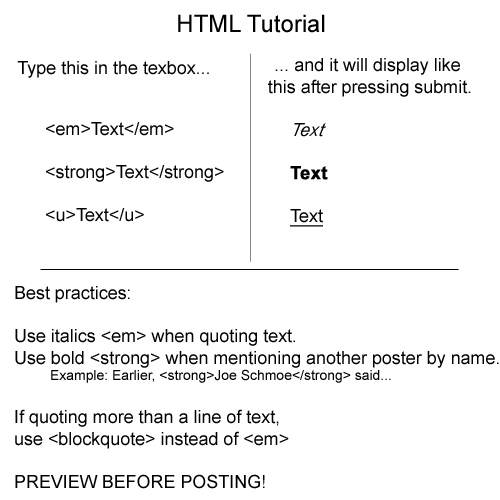 HTML Tutorial
Type this in the texbox...
... and it will display like
this after pressing submit.
<em>Text</em>
Text
<strong>Text</strong>
Text
<u>Text</u>
Text
Best practices:
Use italics <em> when quoting text.
Use bold <strong> when mentioning another poster by name.
Example: Earlier, <strong>Joe Schmoe</strong> said...
If quoting more than a line of text,
use <blockquote> instead of <em>
PREVIEW BEFORE POSTING!